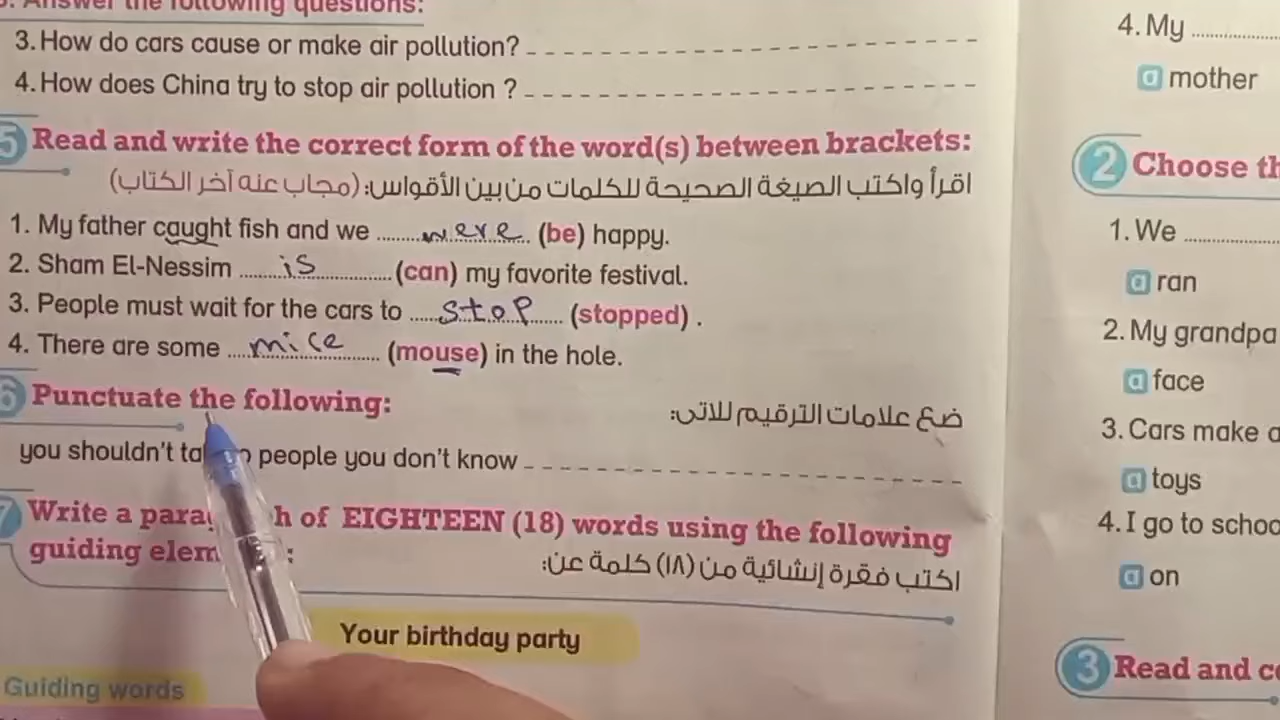 Answer the following questions:
3. How do cars cause or make air pollution?
4. How does China try to stop air pollution ?
5 Read and write the correct form of the word(s) between brackets:
اقرأ واكتب الصيغة الصحيحة للكلمات من بين الأقواس: (مجاب عنه آخر الكتاب)
1. My father caught fish and we were (be) happy.
2. Sham El-Nessim is (can) my favorite festival.
3. People must wait for the cars to stop (stopped) .
4. There are some mice (mouse) in the hole.
6 Punctuate the following:
ضع علامات الترقيم للاتى:
you shouldn't people you don't know
7 Write a of EIGHTEEN (18) words using the following
guiding :
اكتب فقرة إنشائية من (١٨) كلمة عن:
Your birthday party
Guiding words
4. My
a mother
2 Choose
1. We
a ran
2. My grandpa
a face
3. Cars make
a toys
4. I go to
a on
3 Read and